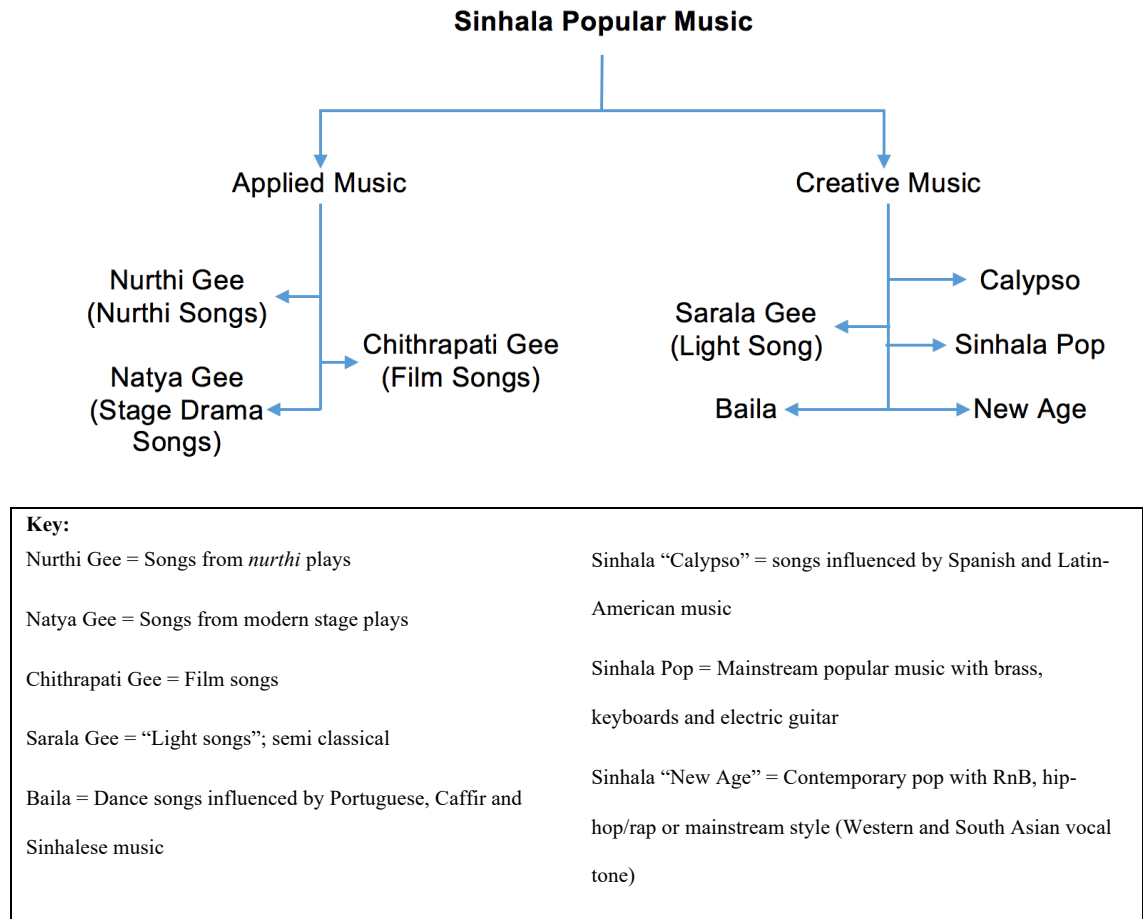 Sinhala Popular Music
Applied Music
Creative Music
Nurthi Gee
(Nurthi Songs)
Chithrapati Gee
(Film Songs)
Natya Gee
(Stage Drama
Songs)
Sarala Gee
(Light Song)
Baila
Calypso
Sinhala Pop
New Age
Key:
Nurthi Gee = Songs from nurthi plays
Natya Gee = Songs from modern stage plays
Chithrapati Gee = Film songs
Sarala Gee = “Light songs”; semi classical
Baila = Dance songs influenced by Portuguese, Caffir and
Sinhalese music
Sinhala “Calypso” = songs influenced by Spanish and Latin-
American music
Sinhala Pop = Mainstream popular music with brass,
keyboards and electric guitar
Sinhala “New Age” = Contemporary pop with RnB, hip-
hop/rap or mainstream style (Western and South Asian vocal
tone)